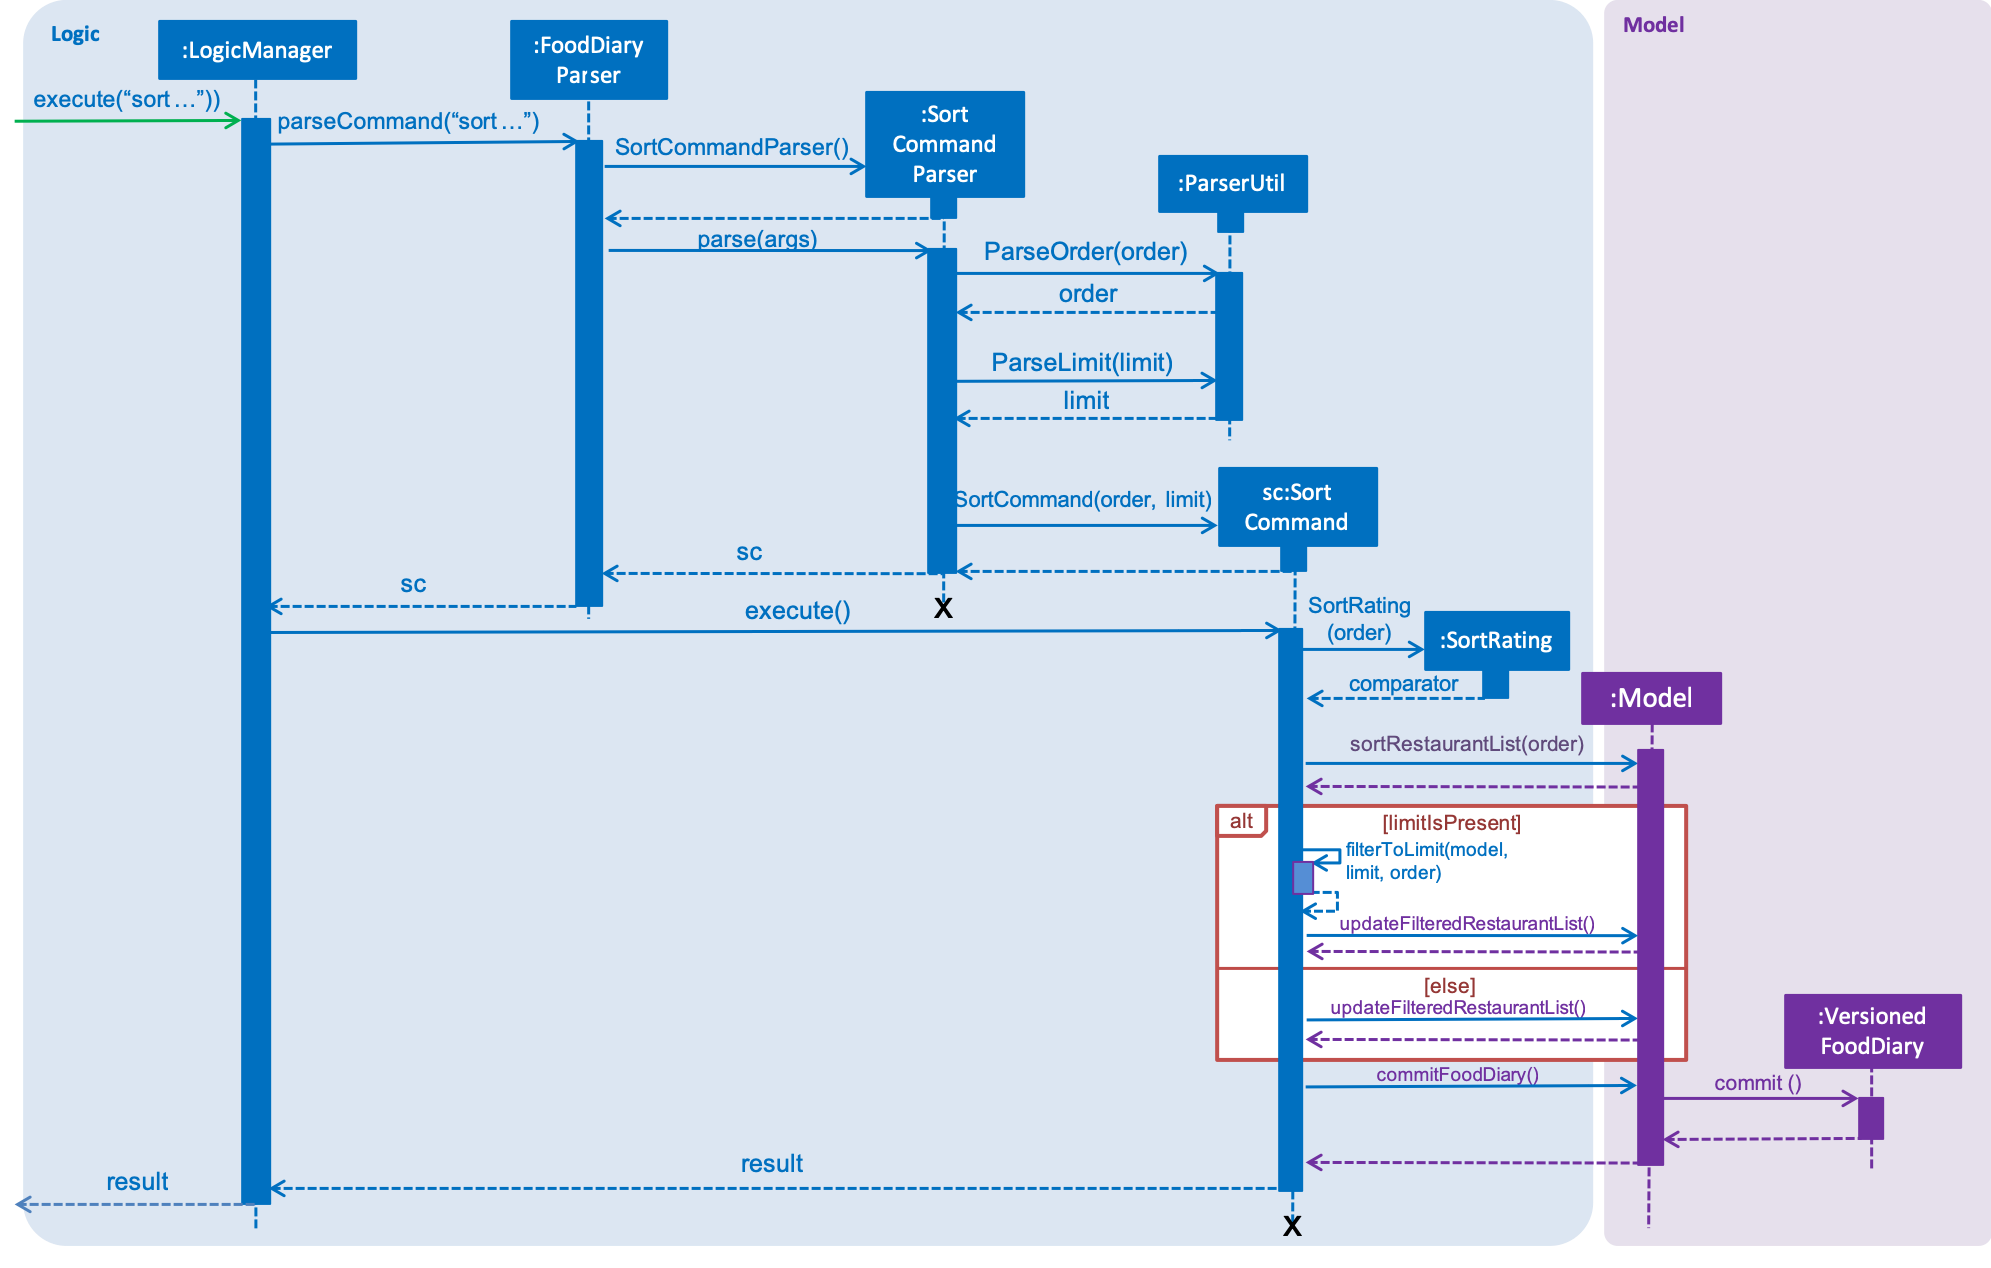 Logic
Model
:LogicManager
:FoodDiary
Parser
execute(“sort …”))
parseCommand(“sort …”)
:Sort
Command
Parser
SortCommandParser()
:ParserUtil
parse(args)
ParseOrder(order)
order
ParseLimit(limit)
limit
SortCommand(order, limit)
sc:Sort
Command
sc
sc
X
execute()
SortRating
(order)
:SortRating
comparator
:Model
sortRestaurantList(order)
alt
[limitIsPresent]
filterToLimit(model,
limit, order)
updateFilteredRestaurantList()
[else]
updateFilteredRestaurantList()
:Versioned
FoodDiary
commitFoodDiary()
commit ()
result
result
X